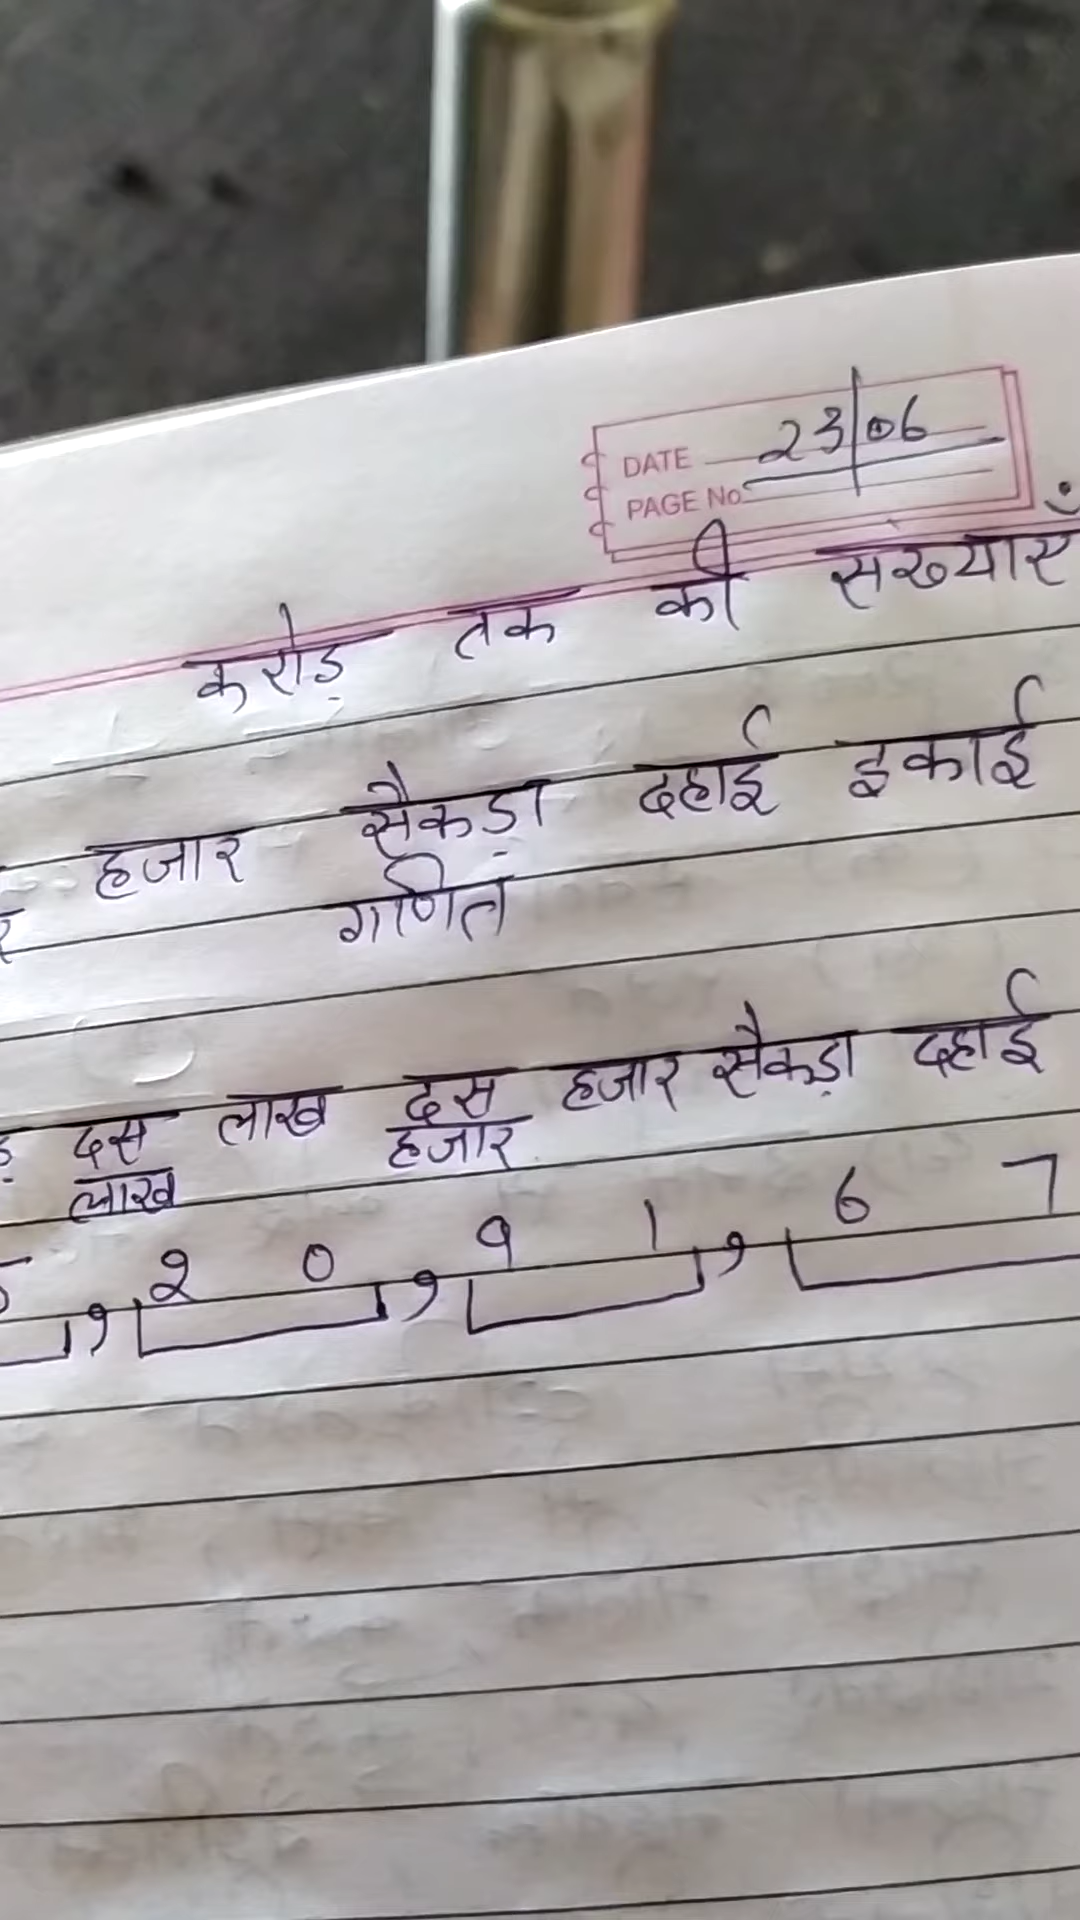 DATE 23/06
PAGE No.
करोड़ तक की संख्याएँ
हजार सैकड़ा दहाई इकाई
गणित
दस लाख दस हजार सैकड़ा दहाई
लाख हजार
5, 2 0, 9 1, 6 7